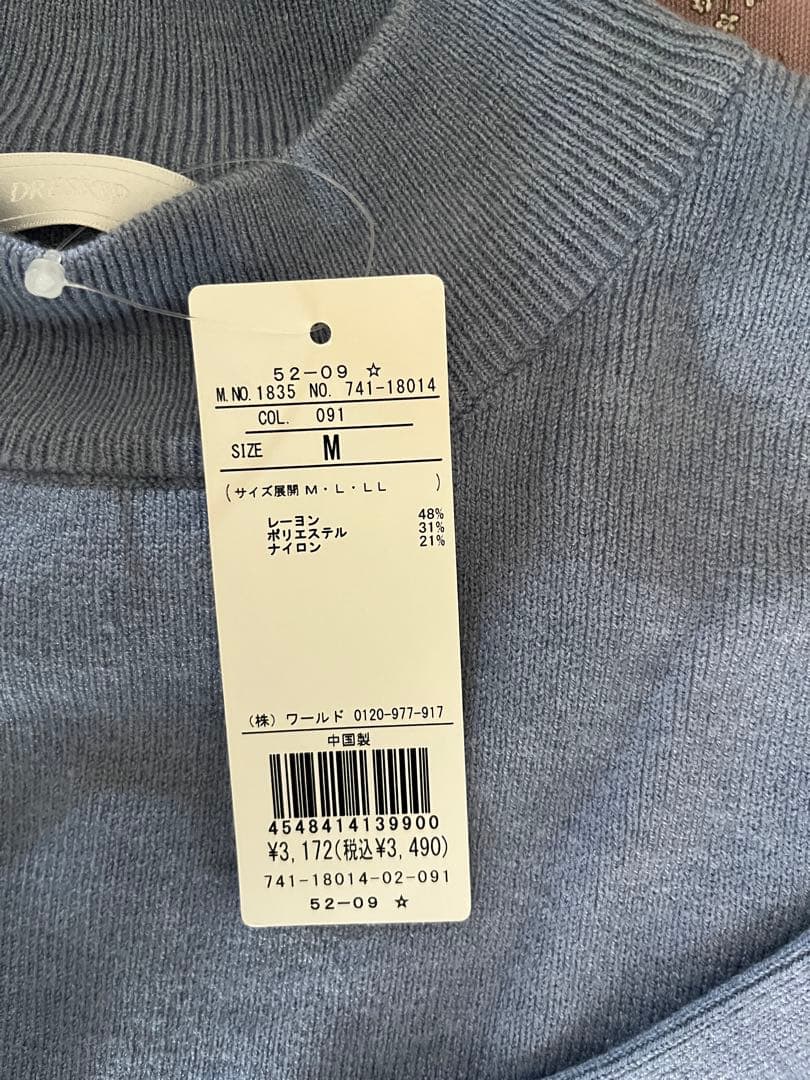 52-09 ☆
M.NO.1835 NO. 741-18014
COL. 091
SIZE M
(サイズ展開 M・L・LL )
レーヨン 48%
ポリエステル 31%
ナイロン 21%
(株) ワールド 0120-977-917
中国製
4548414139900
¥3,172(税込¥3,490)
741-18014-02-091
52-09 ☆